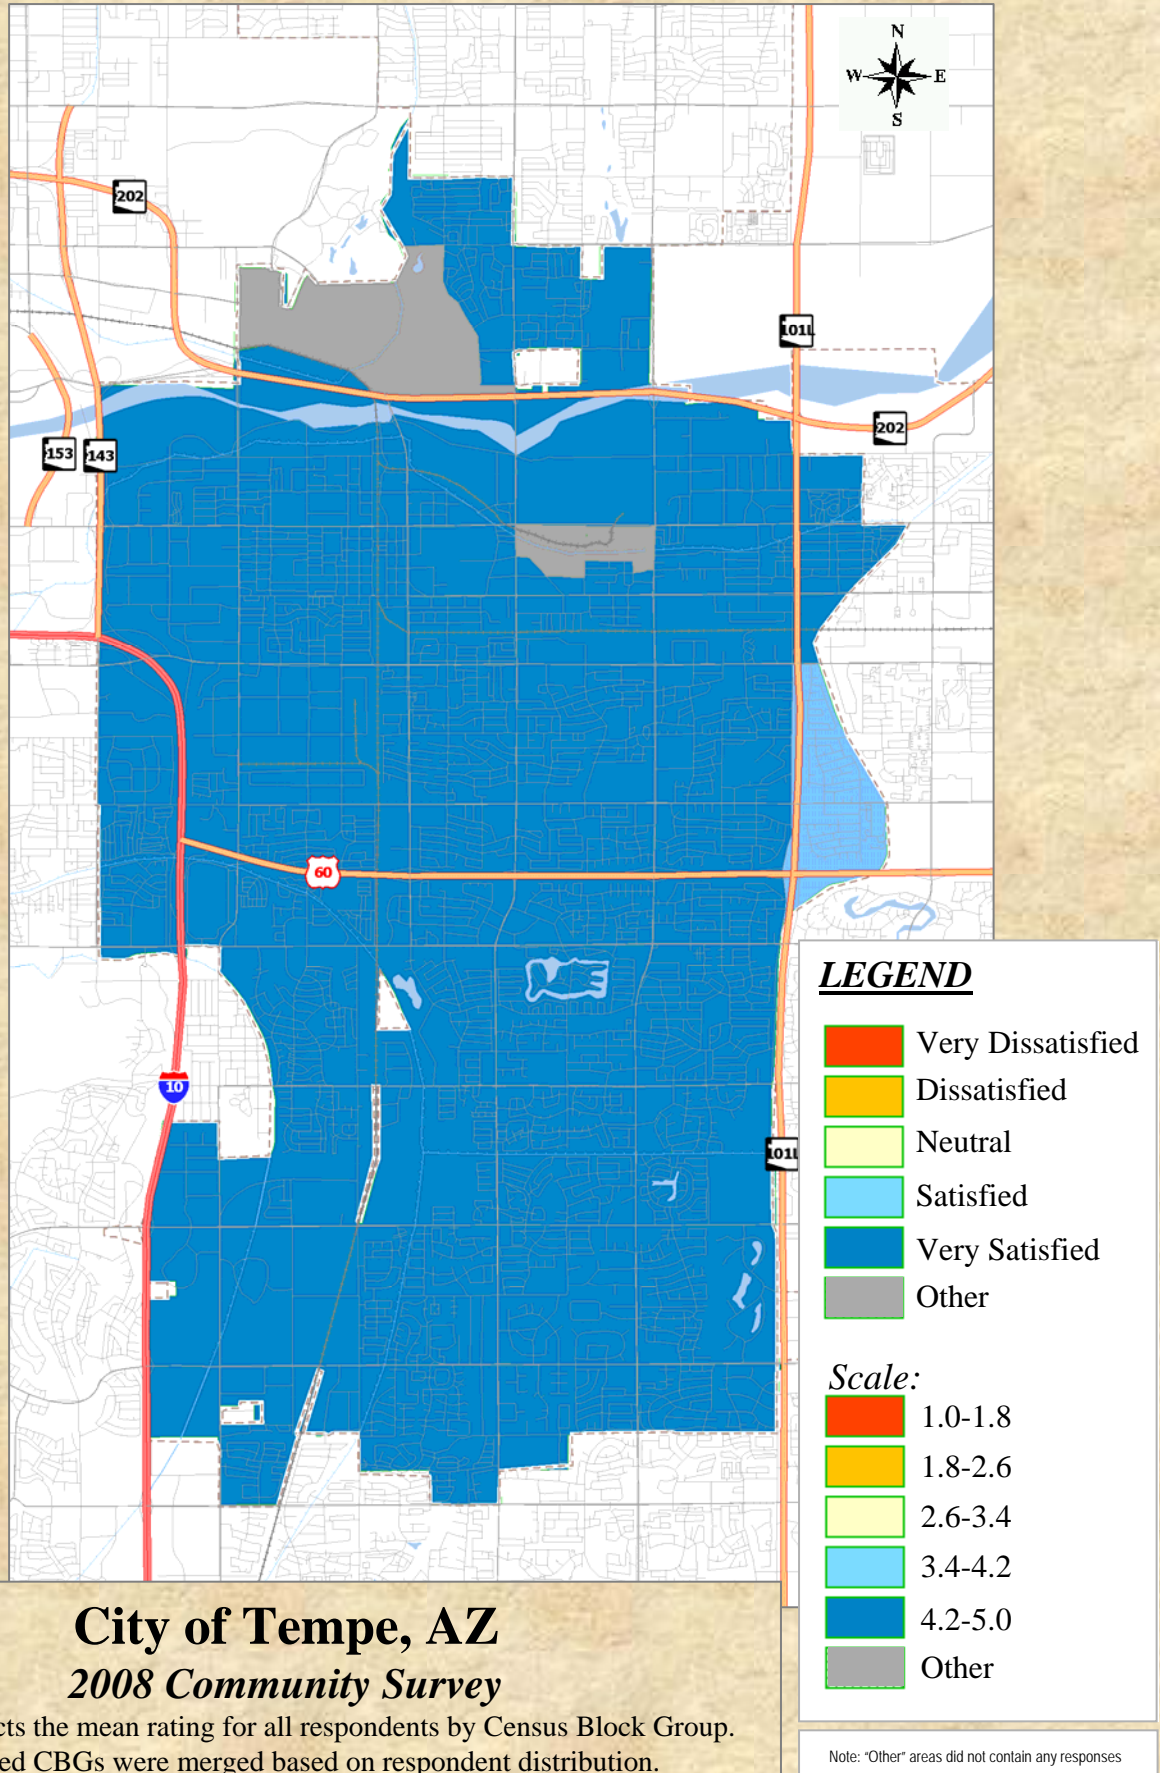 N
W E
S
202
101L
202
153 143
60
10
101L
LEGEND
Very Dissatisfied
Dissatisfied
Neutral
Satisfied
Very Satisfied
Other
Scale:
1.0-1.8
1.8-2.6
2.6-3.4
3.4-4.2
4.2-5.0
Other
City of Tempe, AZ
2008 Community Survey
cts the mean rating for all respondents by Census Block Group.
ed CBGs were merged based on respondent distribution.
Note: “Other” areas did not contain any responses